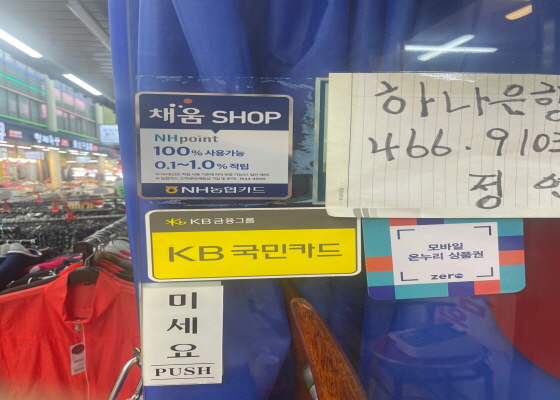 채움 SHOP
NHpoint
100% 사용가능
0.1~1.0% 적립
NH농협카드
하나은행
466.9103
정
KB금융그룹
KB국민카드
모바일
온누리 상품권
zero
미
세
요
PUSH